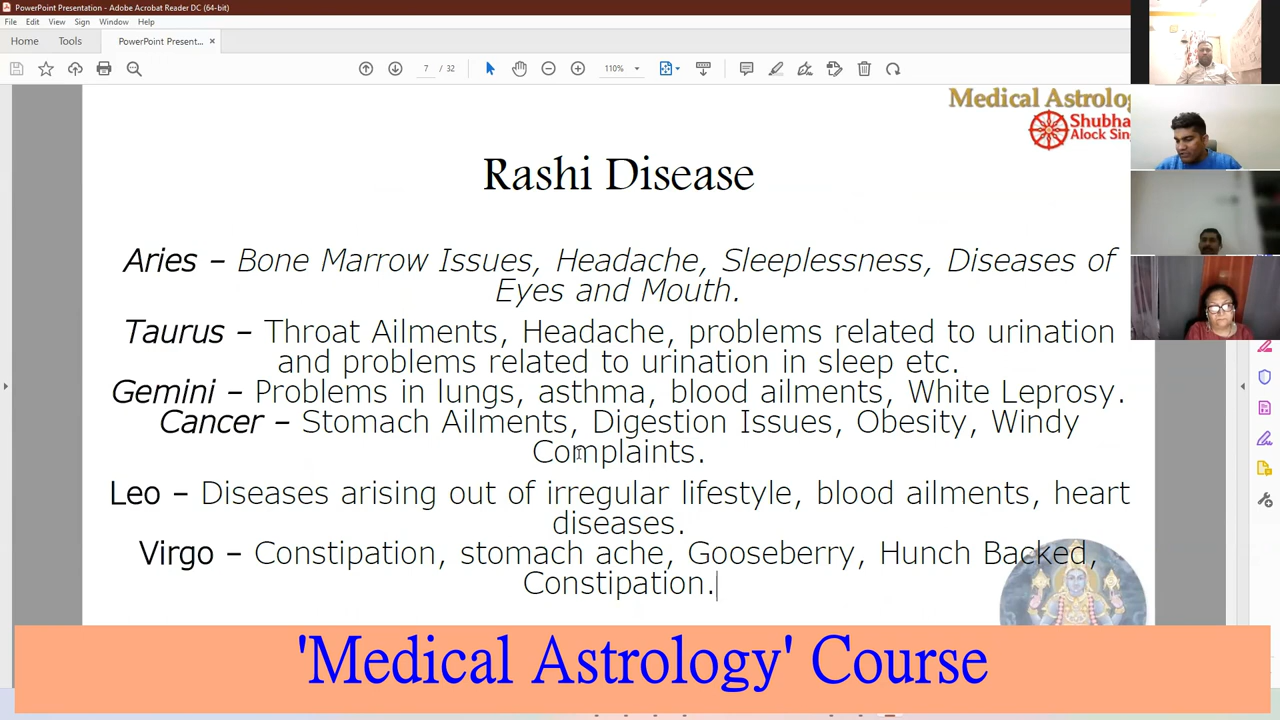 PowerPoint Presentation - Adobe Acrobat Reader DC (64-bit)
File Edit View Sign Window Help
Home Tools PowerPoint Present... ×
7 / 32 110%
Medical Astrolog
Shubha
Alock Sin
Rashi Disease
Aries – Bone Marrow Issues, Headache, Sleeplessness, Diseases of
Eyes and Mouth.
Taurus – Throat Ailments, Headache, problems related to urination
and problems related to urination in sleep etc.
Gemini – Problems in lungs, asthma, blood ailments, White Leprosy.
Cancer – Stomach Ailments, Digestion Issues, Obesity, Windy
Complaints.
Leo – Diseases arising out of irregular lifestyle, blood ailments, heart
diseases.
Virgo – Constipation, stomach ache, Gooseberry, Hunch Backed,
Constipation.
'Medical Astrology' Course